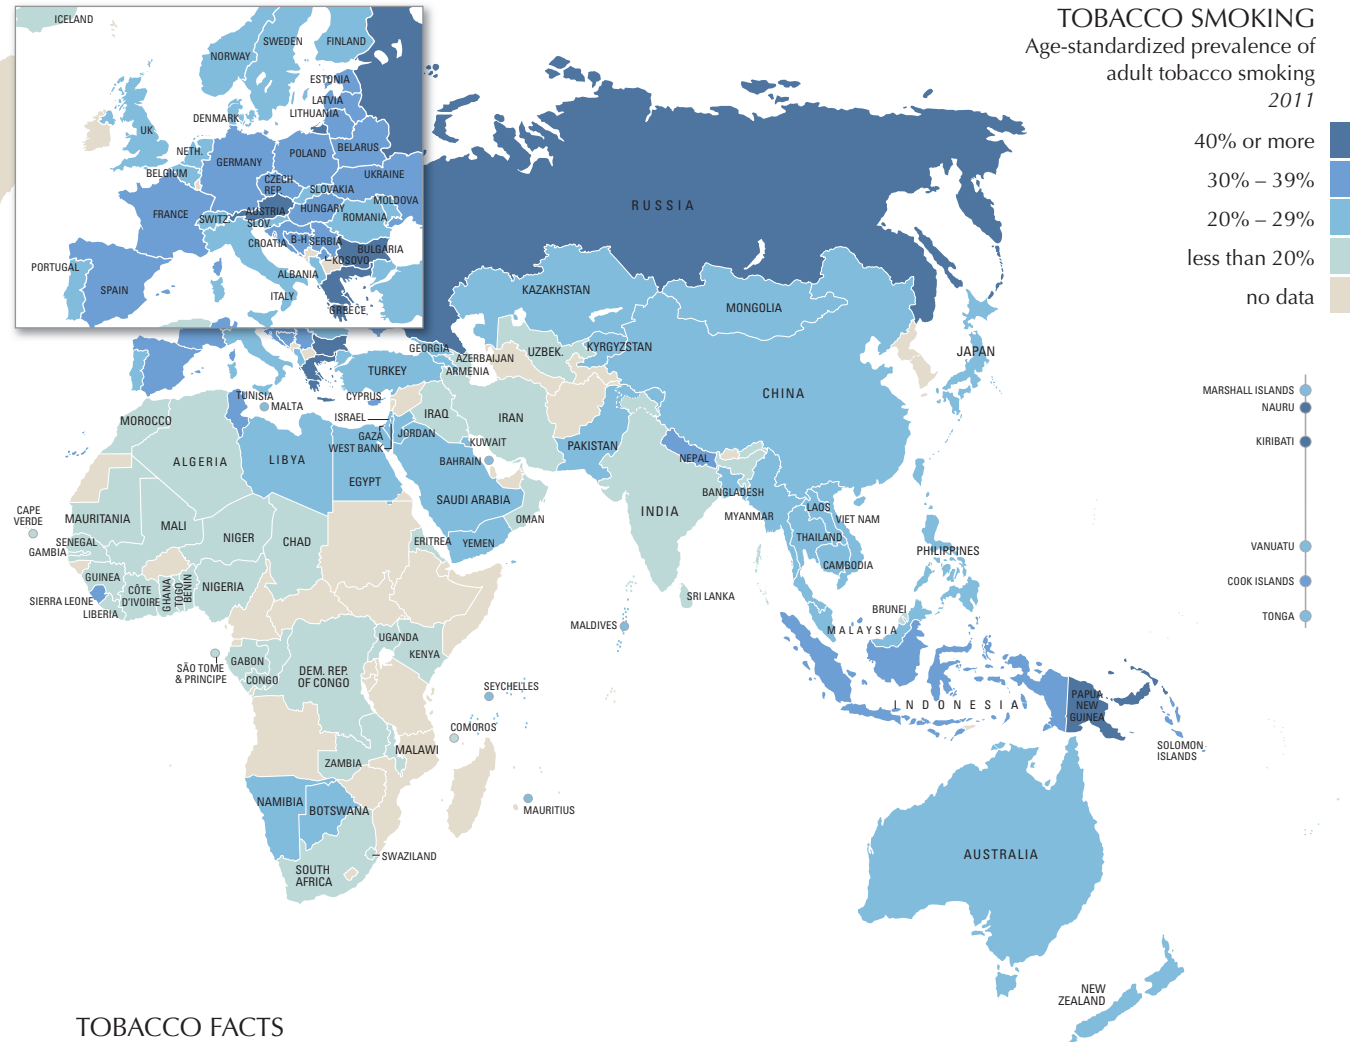 TOBACCO SMOKING
Age-standardized prevalence of
adult tobacco smoking
2011
40% or more
30% – 39%
20% – 29%
less than 20%
no data
ICELAND
SWEDEN
FINLAND
NORWAY
ESTONIA
LATVIA
LITHUANIA
DENMARK
UK
NETH.
BELGIUM
GERMANY
POLAND
BELARUS
CZECH
REP.
SLOVAKIA
UKRAINE
FRANCE
SWITZ.
AUSTRIA
SLOV.
HUNGARY
MOLDOVA
ROMANIA
CROATIA
B-H
SERBIA
BULGARIA
KOSOVO
ALBANIA
PORTUGAL
SPAIN
ITALY
GREECE
RUSSIA
KAZAKHSTAN
MONGOLIA
GEORGIA
AZERBAIJAN
ARMENIA
UZBEK.
KYRGYZSTAN
JAPAN
TURKEY
CHINA
TUNISIA
MALTA
CYPRUS
ISRAEL
GAZA
WEST BANK
JORDAN
IRAQ
IRAN
KUWAIT
BAHRAIN
PAKISTAN
NEPAL
MOROCCO
ALGERIA
LIBYA
EGYPT
SAUDI ARABIA
OMAN
YEMEN
ERITREA
INDIA
BANGLADESH
MYANMAR
LAOS
VIET NAM
THAILAND
CAMBODIA
PHILIPPINES
CAPE
VERDE
MAURITANIA
MALI
NIGER
CHAD
SENEGAL
GAMBIA
GUINEA
SIERRA LEONE
LIBERIA
CÔTE
D'IVOIRE
GHANA
TOGO
BENIN
NIGERIA
SRI LANKA
MALDIVES
BRUNEI
MALAYSIA
INDONESIA
PAPUA
NEW
GUINEA
SOLOMON
ISLANDS
SÃO TOME
& PRINCIPE
GABON
CONGO
DEM. REP.
OF CONGO
UGANDA
KENYA
SEYCHELLES
COMOROS
MALAWI
ZAMBIA
NAMIBIA
BOTSWANA
MAURITIUS
SWAZILAND
SOUTH
AFRICA
AUSTRALIA
NEW
ZEALAND
MARSHALL ISLANDS
NAURU
KIRIBATI
VANUATU
COOK ISLANDS
TONGA
TOBACCO FACTS